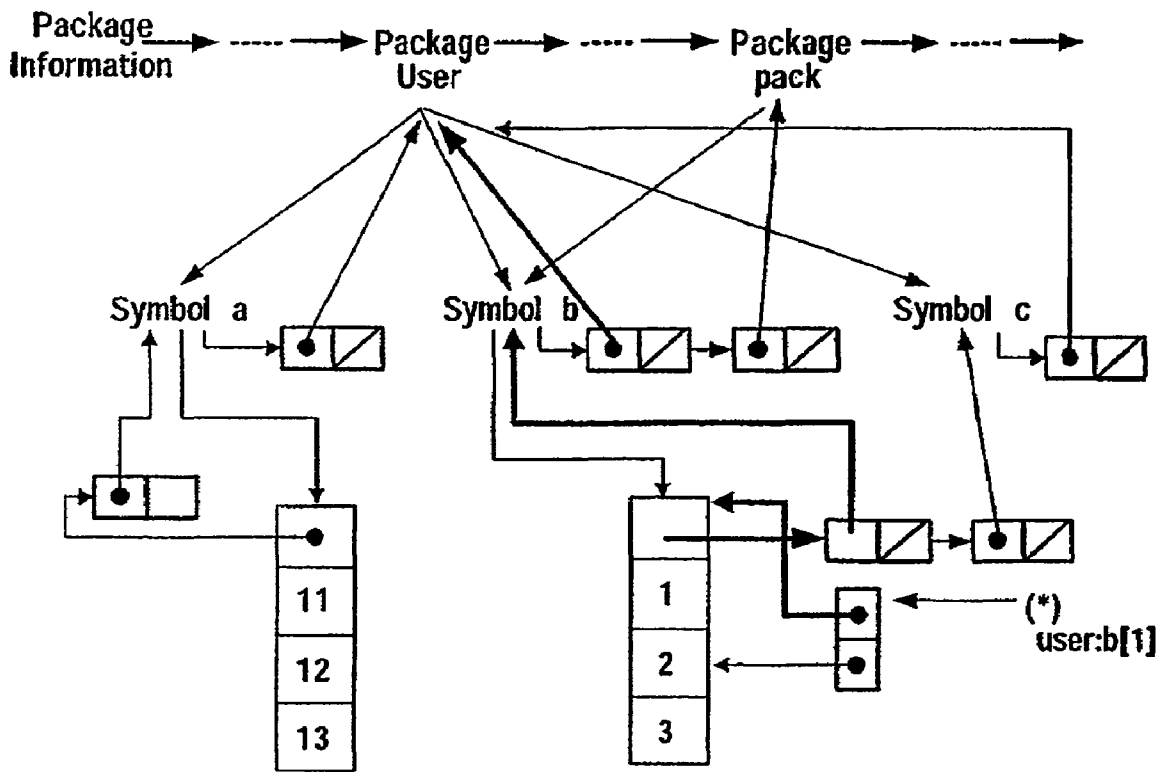 Package
Information
Package
User
Package
pack
Symbol a
Symbol b
Symbol c
11
12
13
1
2
3
(*)
user:b[1]